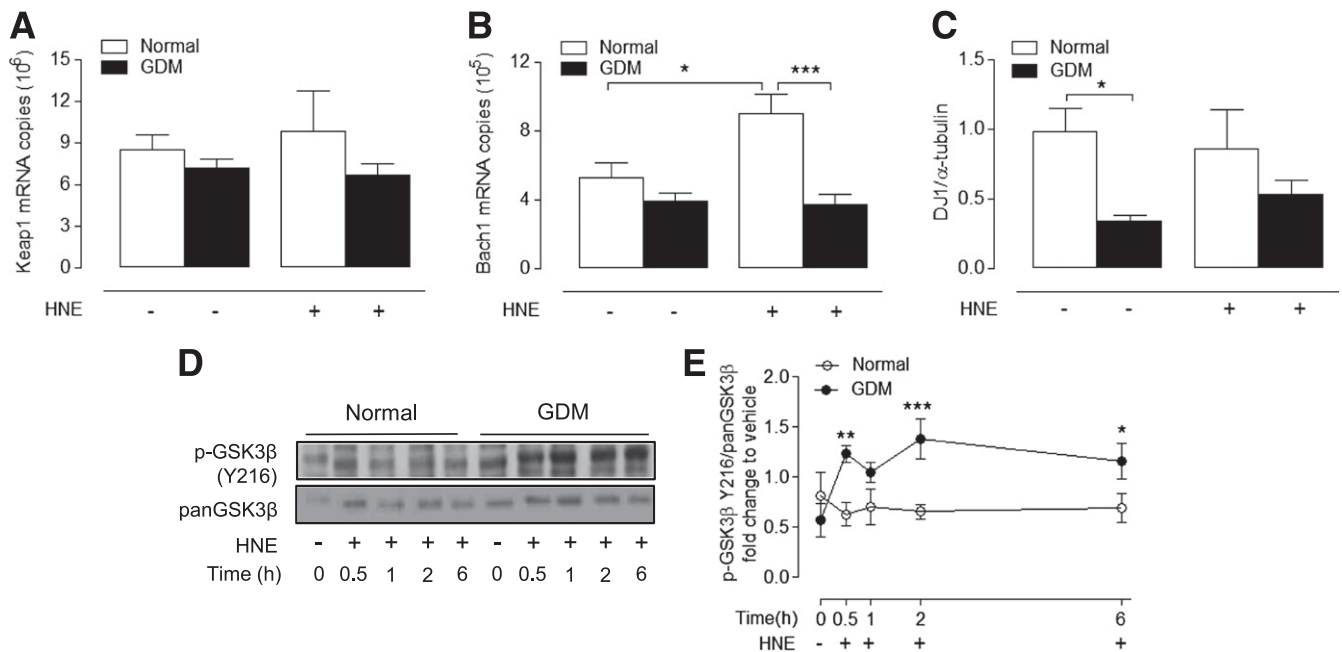 A
Normal
GDM
Keap1 mRNA copies (10⁶)
15
12
9
6
3
0
HNE - - + +
B
Normal
GDM
Bach1 mRNA copies (10⁵)
12
8
4
0
* ***
HNE - - + +
C
Normal
GDM
DJ1/α-tubulin
1.5
1.0
0.5
0.0
*
HNE - - + +
D
Normal GDM
p-GSK3β
(Y216)
panGSK3β
HNE - + + + + - + + + +
Time (h) 0 0.5 1 2 6 0 0.5 1 2 6
E
Normal
GDM
p-GSK3β Y216/panGSK3β
fold change to vehicle
2.0
1.5
1.0
0.5
0.0
** *** *
Time(h) 0 0.5 1 2 6
HNE - + + + +